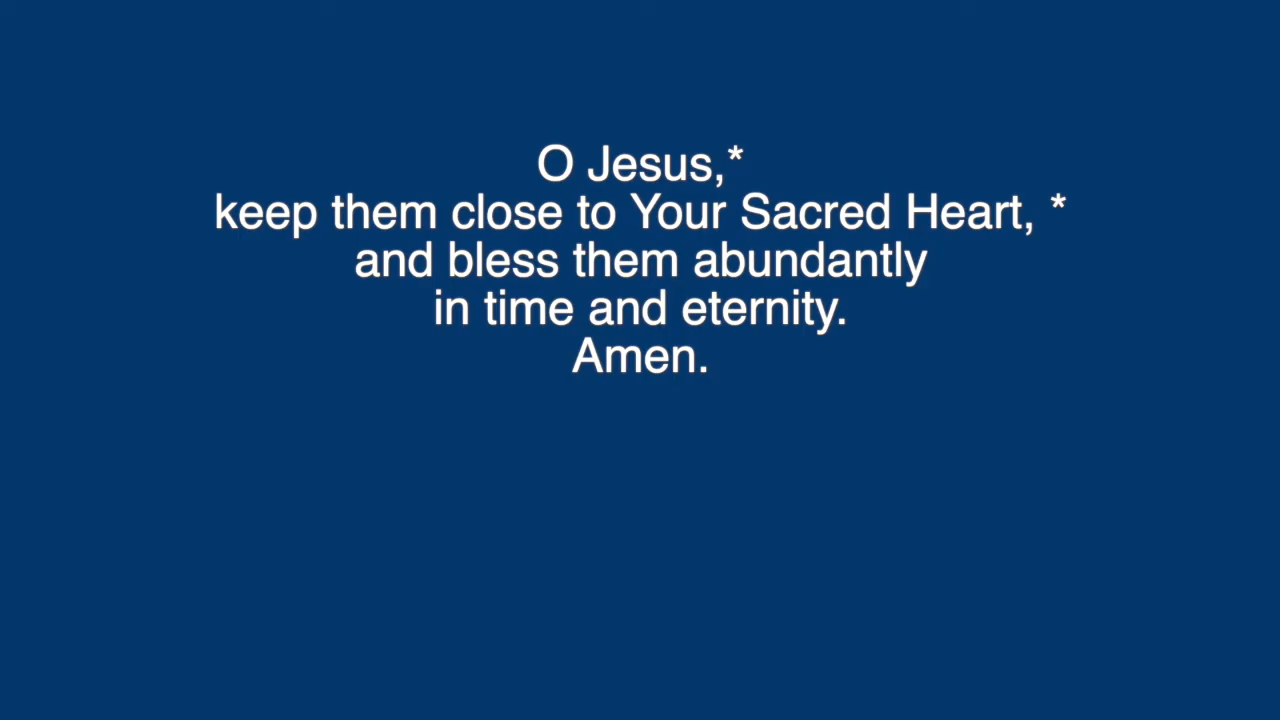 O Jesus,*
keep them close to Your Sacred Heart, *
and bless them abundantly
in time and eternity.
Amen.